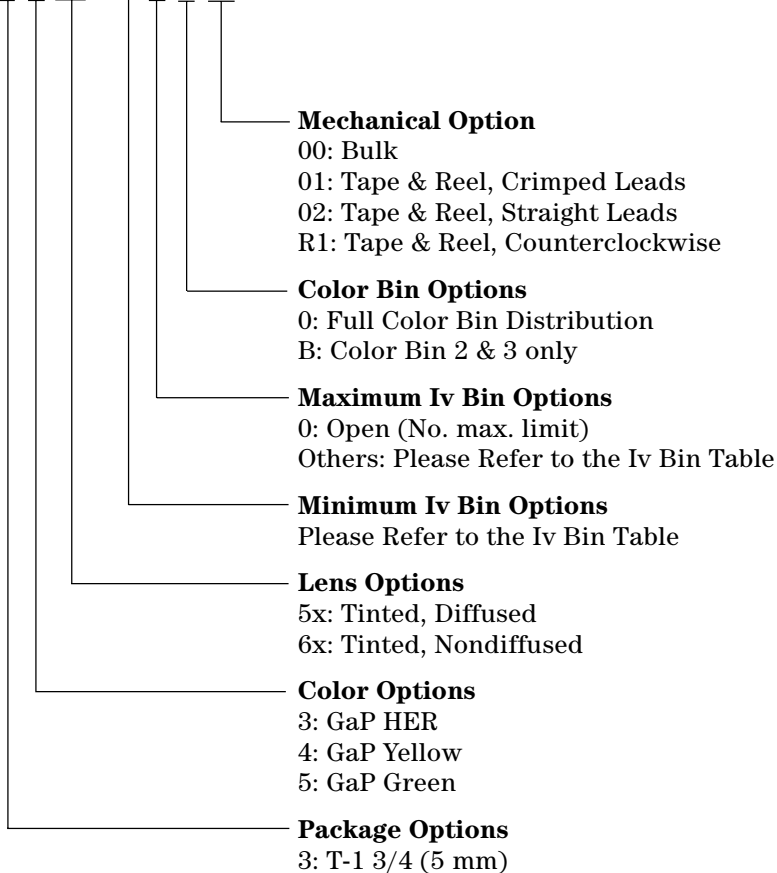 Mechanical Option
00: Bulk
01: Tape & Reel, Crimped Leads
02: Tape & Reel, Straight Leads
R1: Tape & Reel, Counterclockwise
Color Bin Options
0: Full Color Bin Distribution
B: Color Bin 2 & 3 only
Maximum Iv Bin Options
0: Open (No. max. limit)
Others: Please Refer to the Iv Bin Table
Minimum Iv Bin Options
Please Refer to the Iv Bin Table
Lens Options
5x: Tinted, Diffused
6x: Tinted, Nondiffused
Color Options
3: GaP HER
4: GaP Yellow
5: GaP Green
Package Options
3: T-1 3/4 (5 mm)